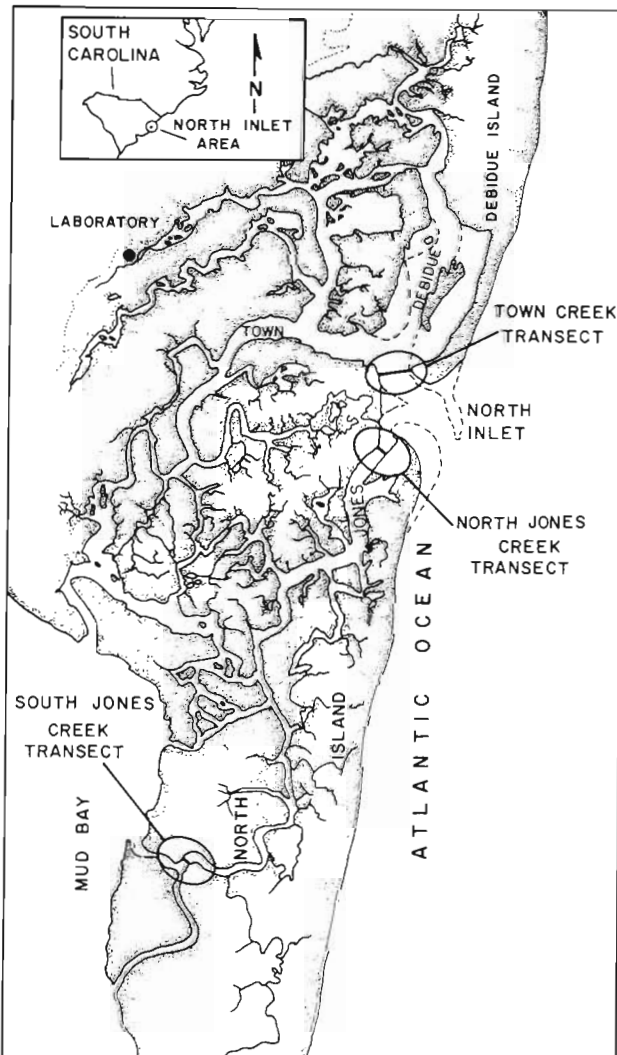 SOUTH
CAROLINA
N
NORTH INLET
AREA
DEBIDUE ISLAND
LABORATORY
DEBIDUE
TOWN
TOWN CREEK
TRANSECT
NORTH
INLET
JONES
NORTH JONES
CREEK
TRANSECT
ATLANTIC OCEAN
SOUTH JONES
CREEK
TRANSECT
NORTH
ISLAND
MUD BAY